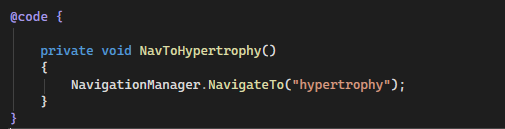 @code {
private void NavToHypertrophy()
{
NavigationManager.NavigateTo("hypertrophy");
}
}